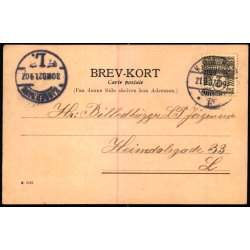 BREV-KORT
Carte postale
(Paa denne Side skrives kun Adressen.)
Hr: Billedhugger L P Jørgensen
Heimdalsgade 33
L